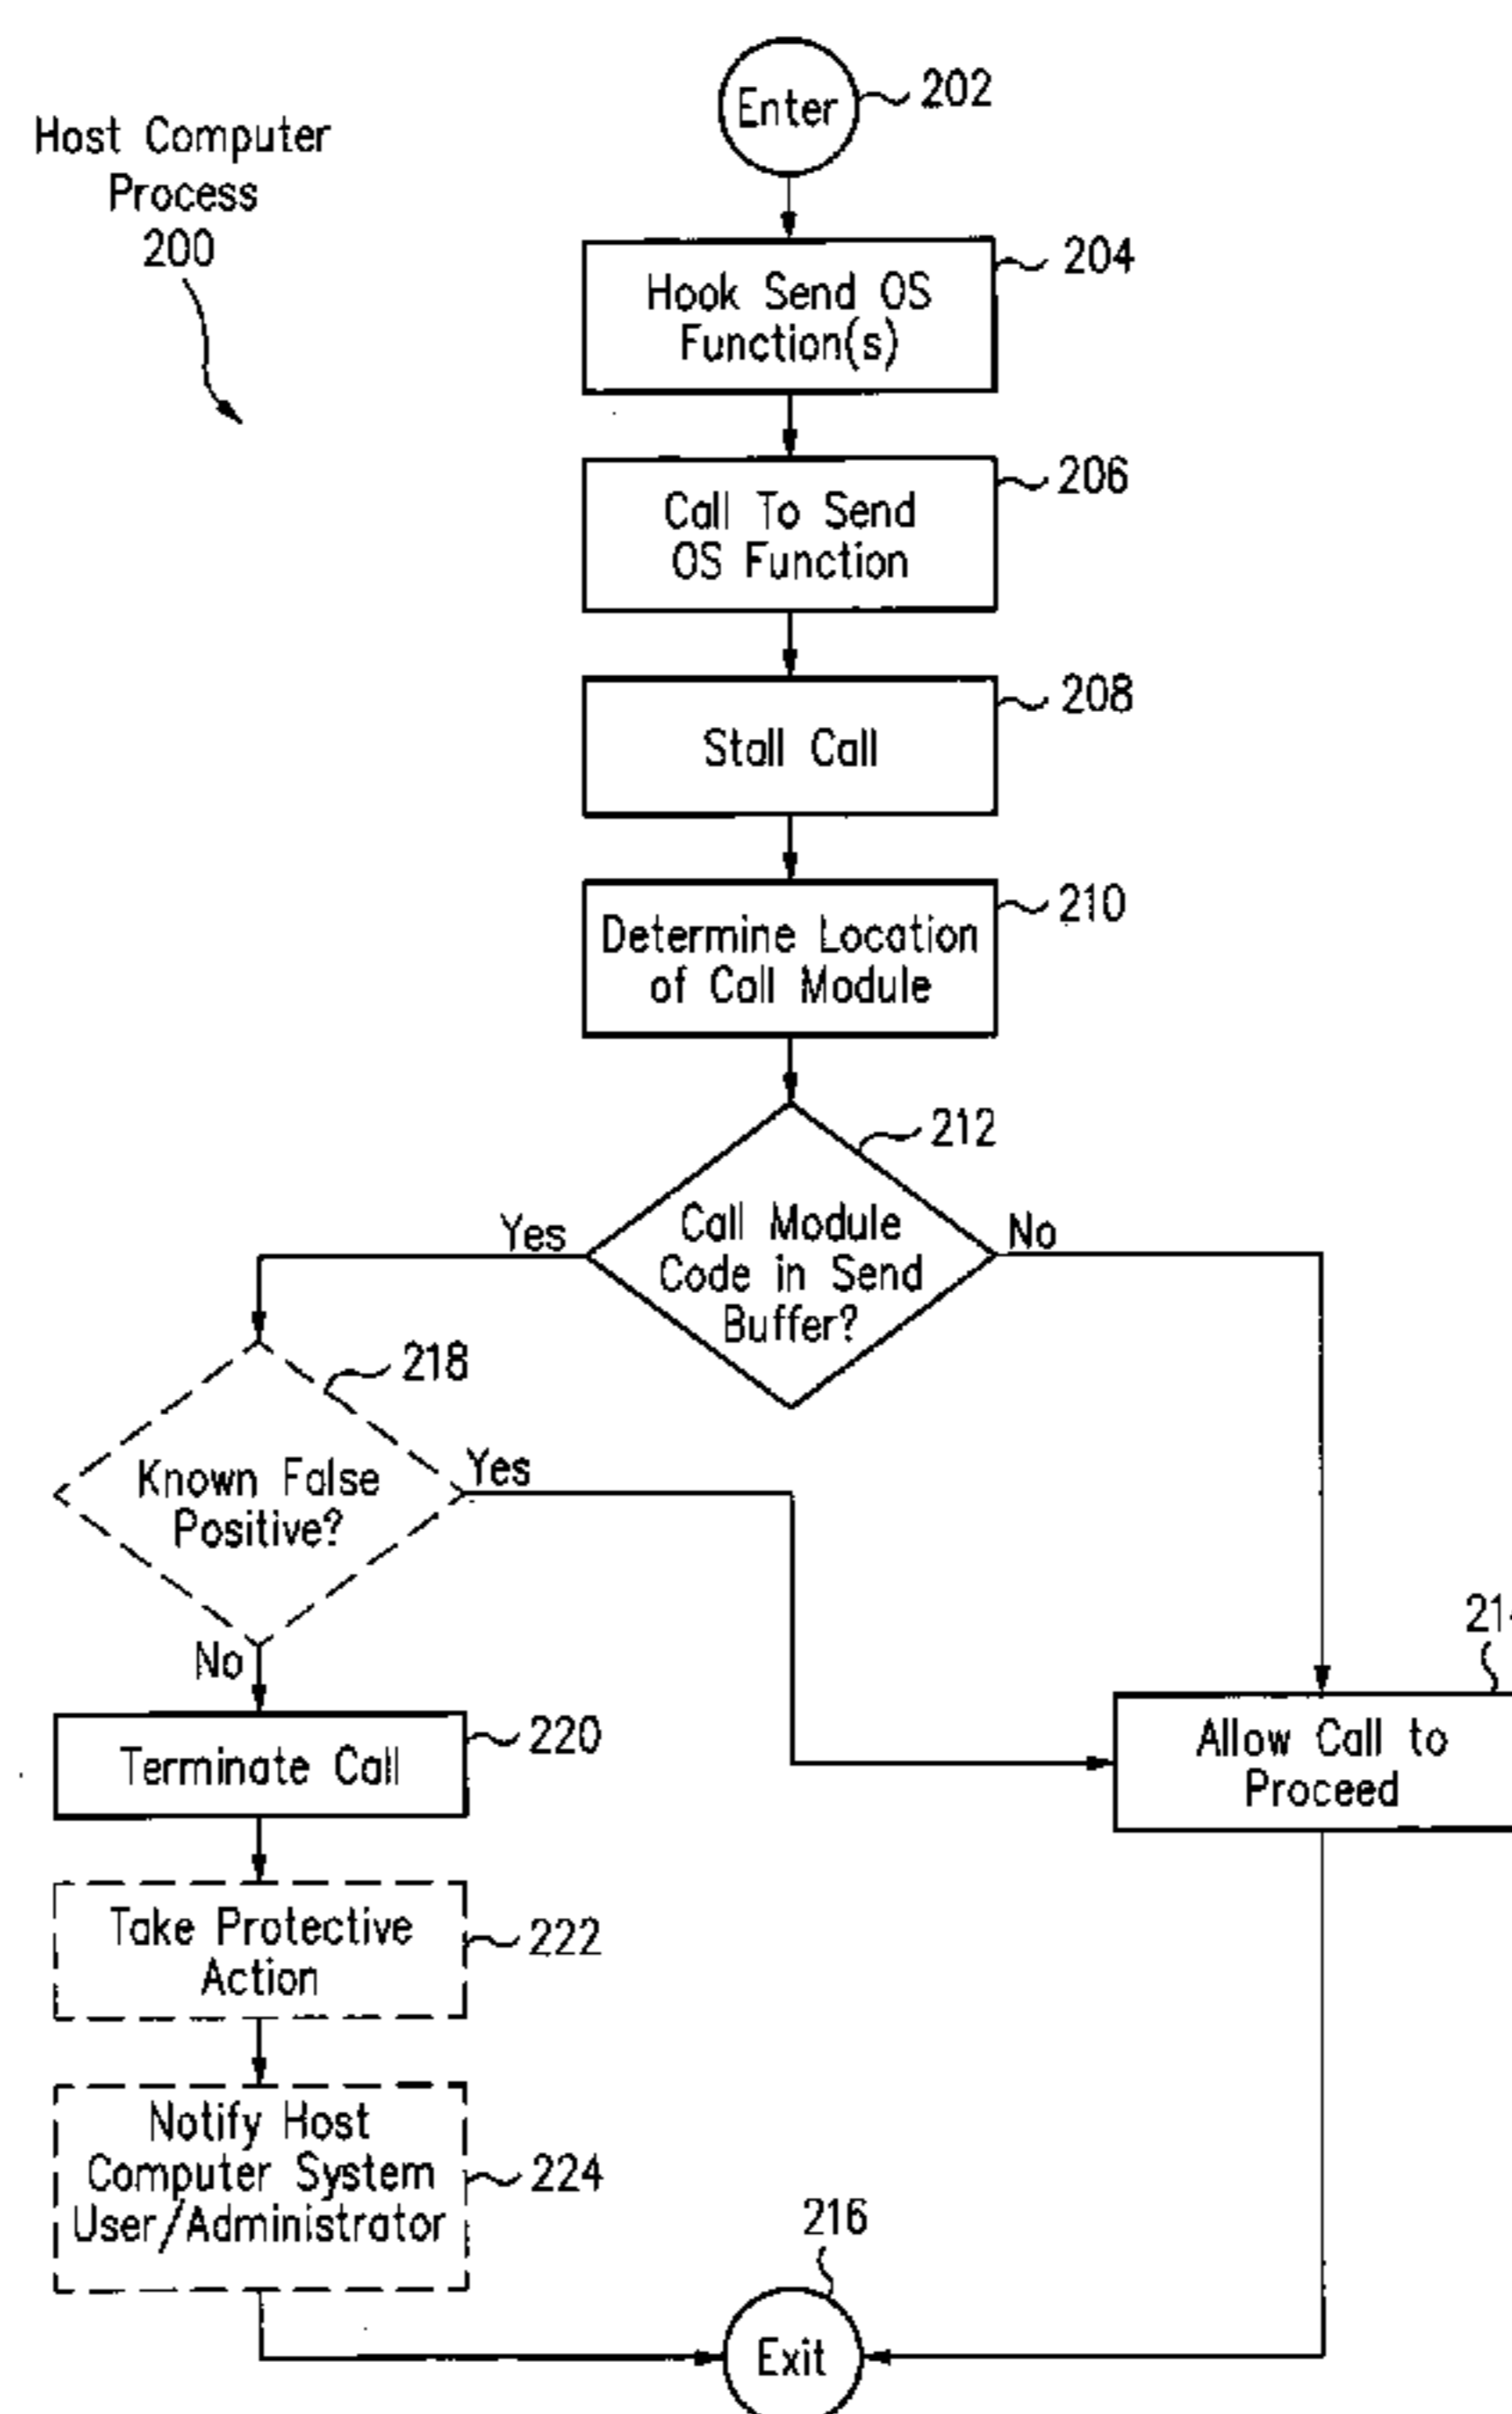 Host Computer
Process
200
Enter
202
Hook Send OS
Function(s)
204
Call To Send
OS Function
206
Stall Call
208
Determine Location
of Call Module
210
Call Module
Code in Send
Buffer?
212
Yes
No
Known False
Positive?
218
Yes
No
Allow Call to
Proceed
Terminate Call
220
Take Protective
Action
222
Notify Host
Computer System
User/Administrator
224
216
Exit